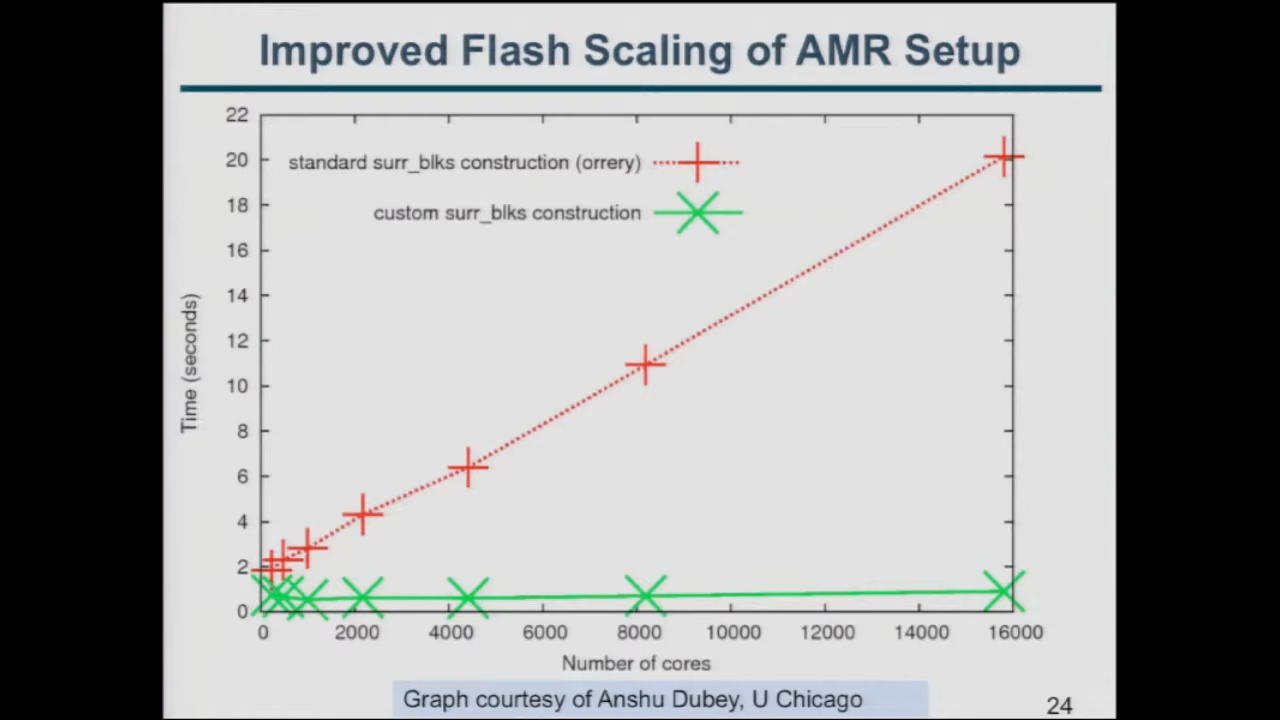 Improved Flash Scaling of AMR Setup
22
20
18
16
14
12
10
8
6
4
2
0
standard surr_blks construction (orrery)
custom surr_blks construction
Time (seconds)
0 2000 4000 6000 8000 10000 12000 14000 16000
Number of cores
Graph courtesy of Anshu Dubey, U Chicago
24